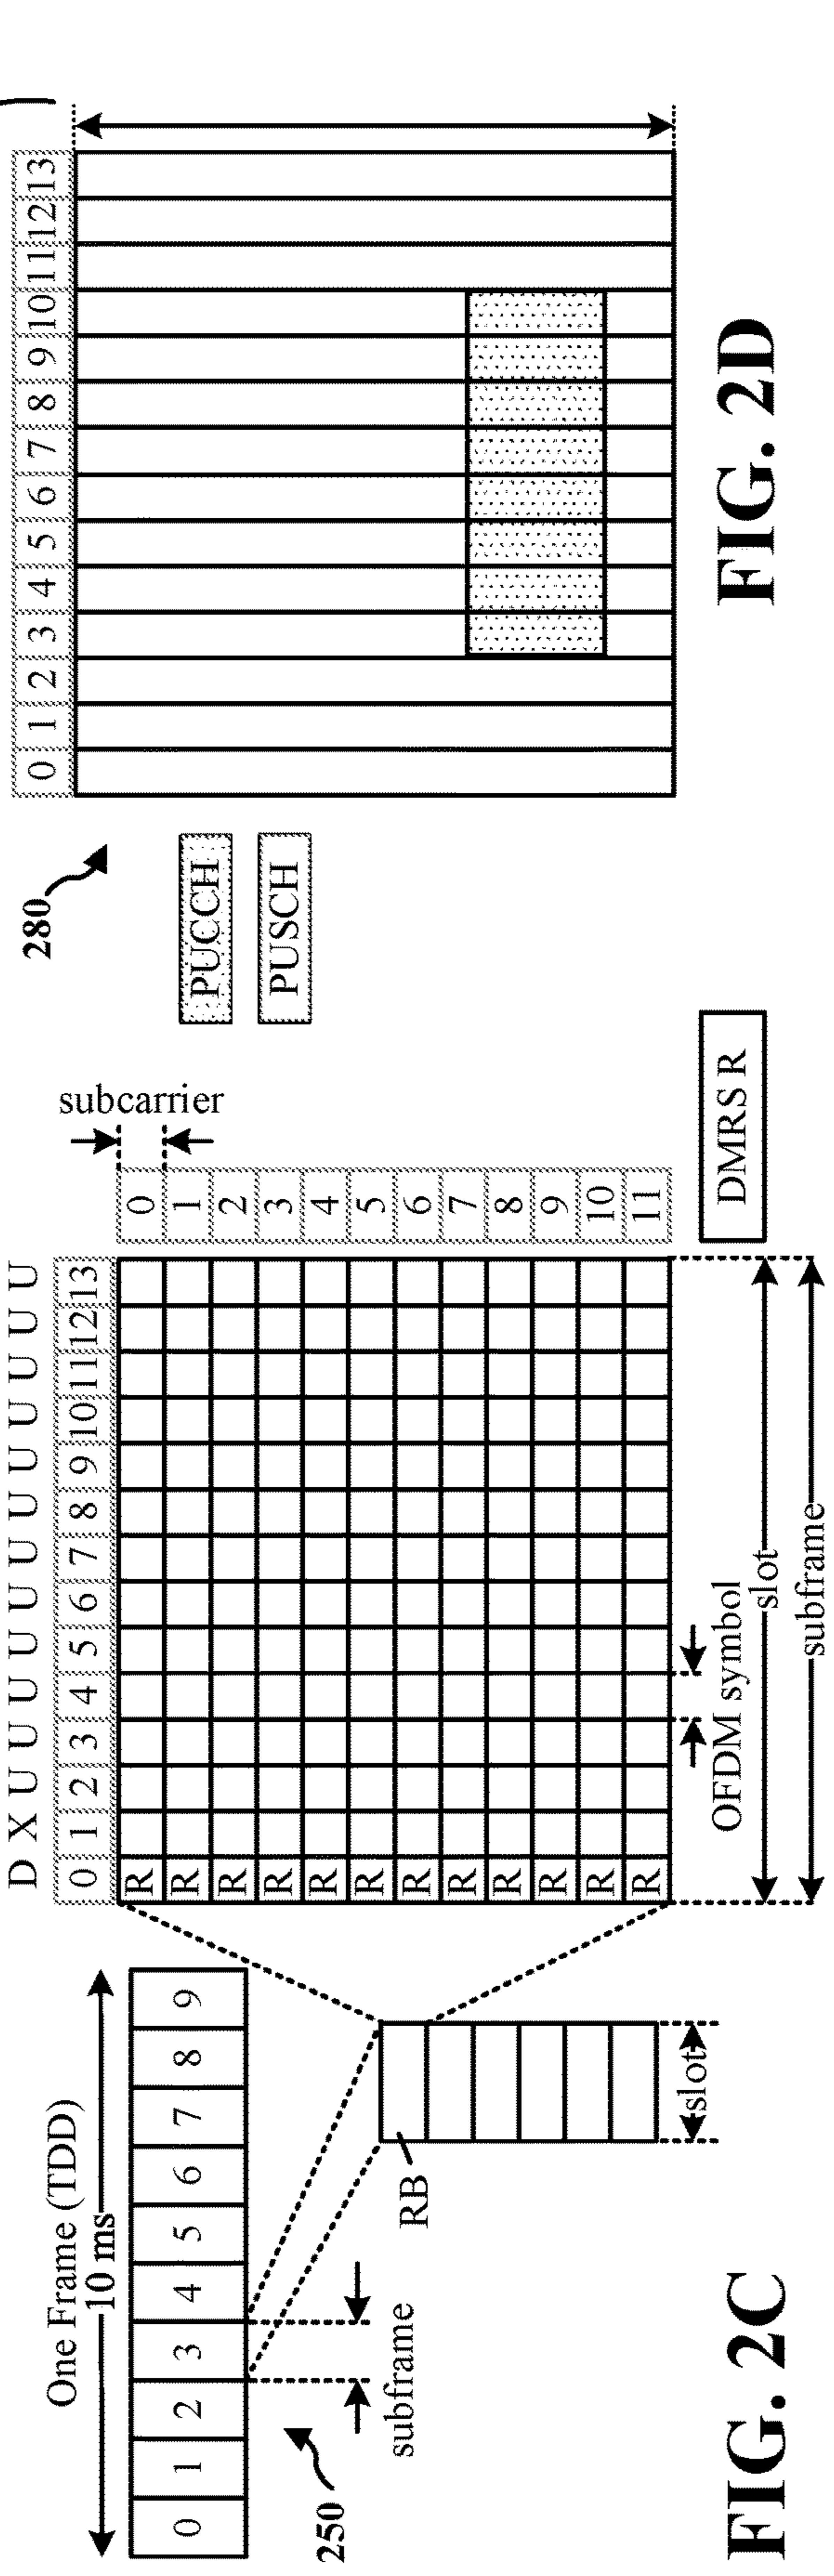 One Frame (TDD)
10 ms
0 1 2 3 4 5 6 7 8 9
250
subframe
RB
slot
FIG. 2C
D X U U U U U U U U U U U U
0 1 2 3 4 5 6 7 8 9 10 11 12 13
R
R
R
R
R
R
R
R
R
R
R
R
subcarrier
0
1
2
3
4
5
6
7
8
9
10
11
OFDM symbol
slot
subframe
DMRS R
280
PUCCH
PUSCH
0 1 2 3 4 5 6 7 8 9 10 11 12 13
FIG. 2D